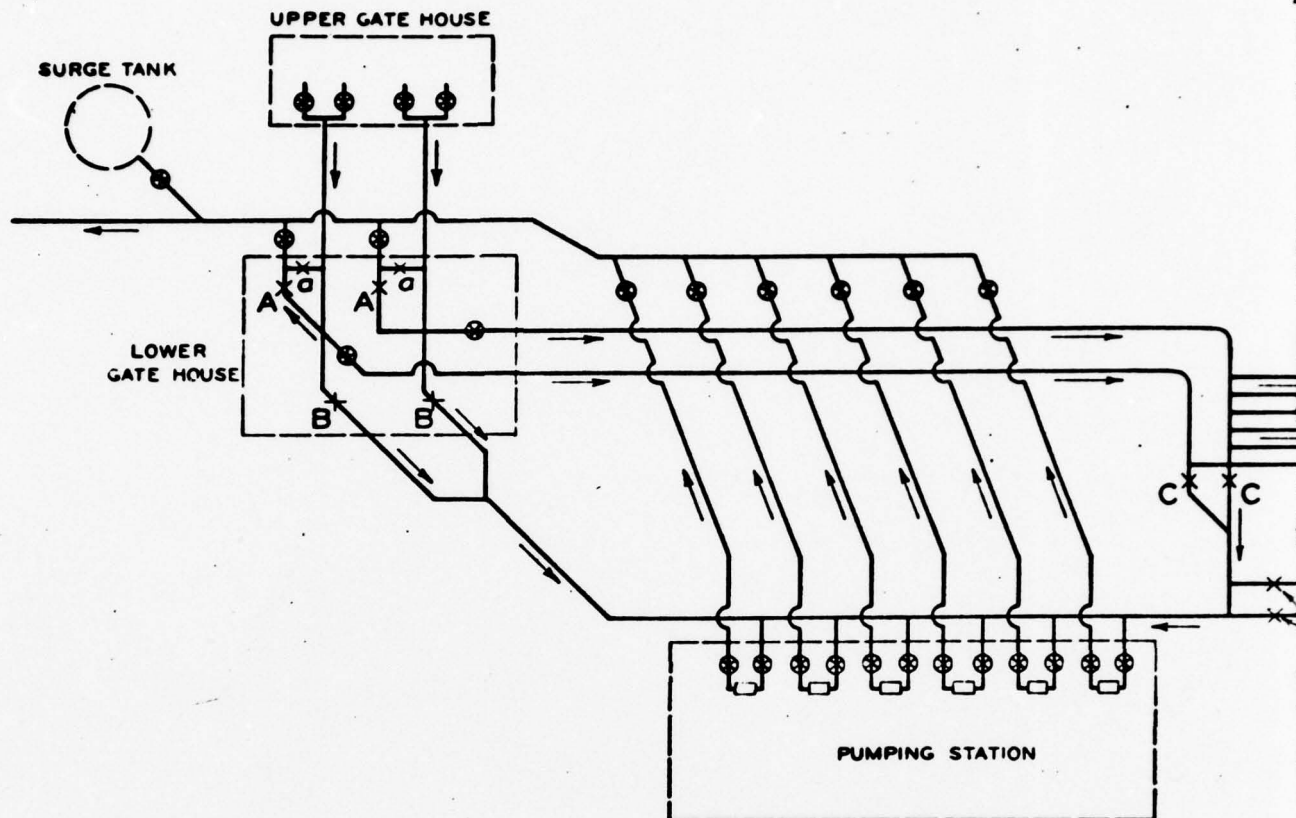 UPPER GATE HOUSE
SURGE TANK
a
a
A
A
LOWER
GATE HOUSE
B
B
C
C
PUMPING STATION